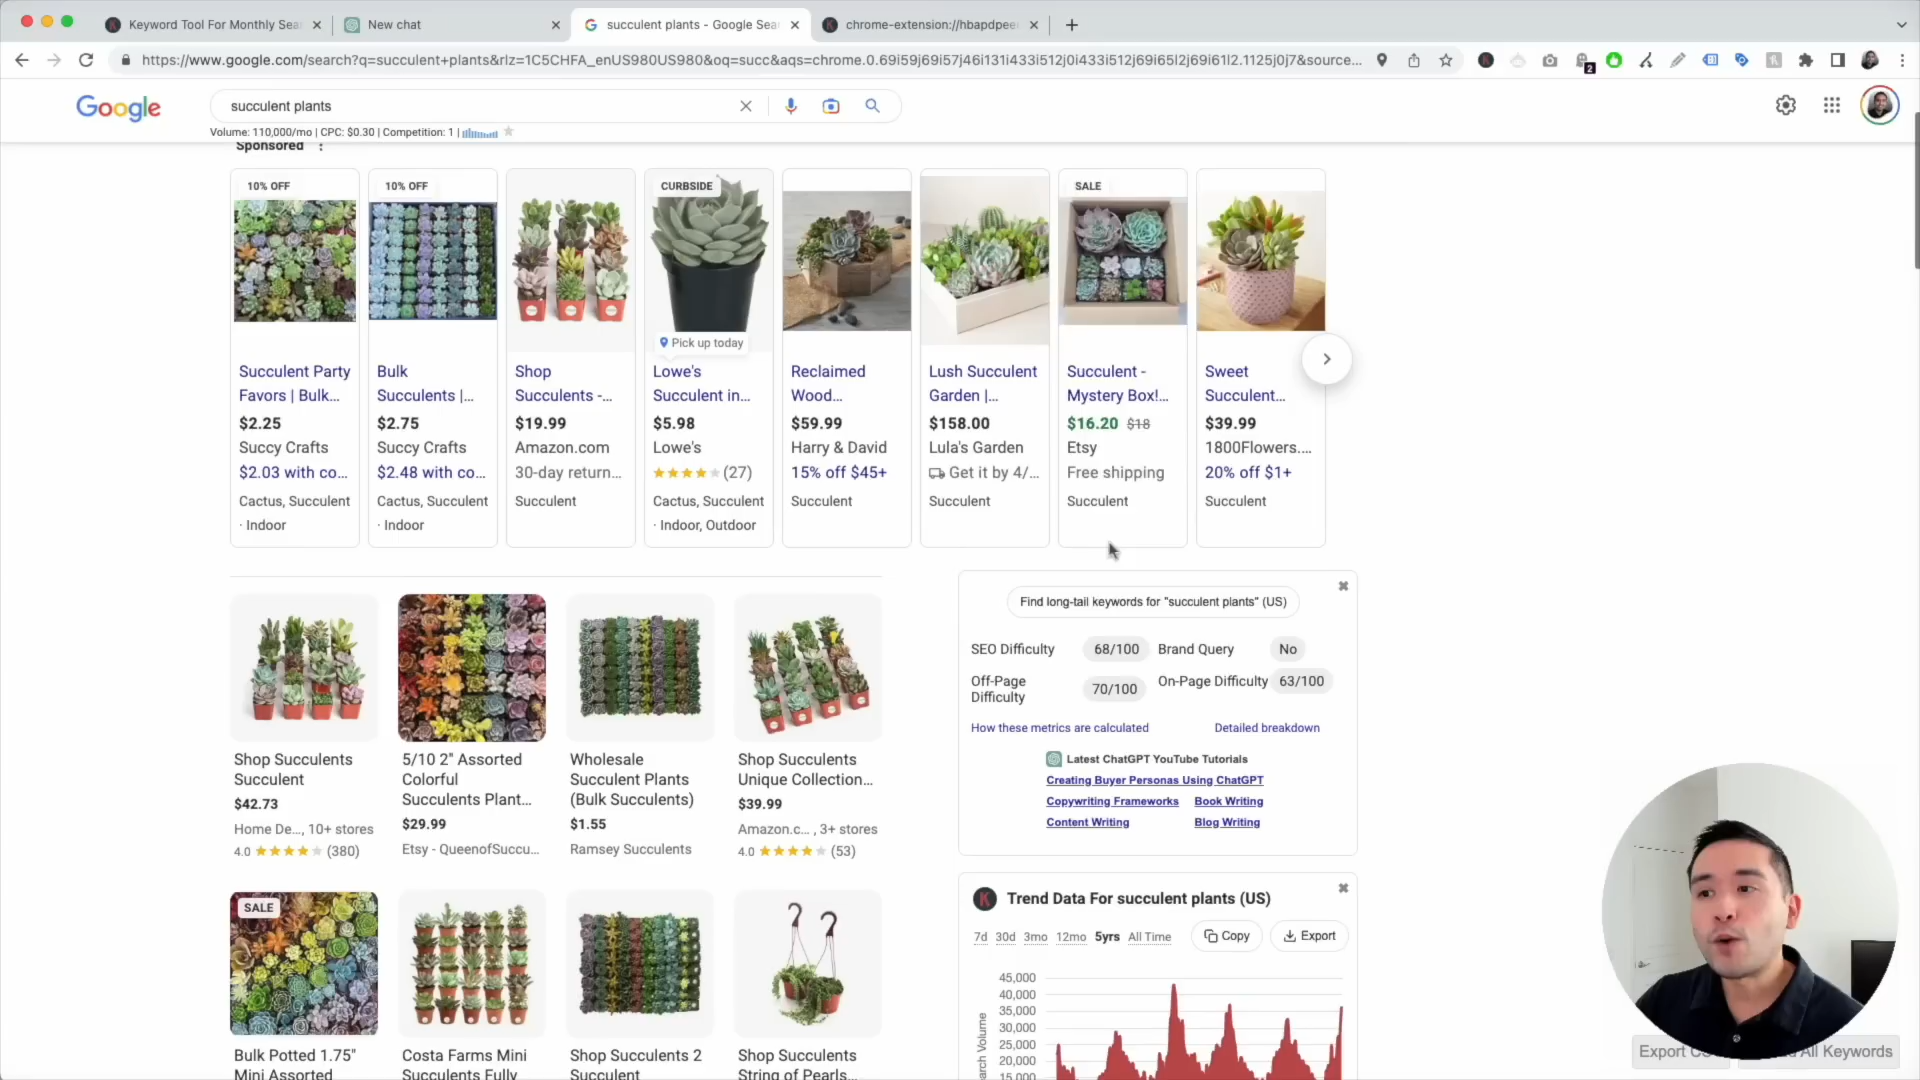 Keyword Tool For Monthly Sea
New chat
succulent plants - Google Sear
chrome-extension://hbapdpee
https://www.google.com/search?q=succulent+plants&rlz=1C5CHFA_enUS980US980&oq=succ&aqs=chrome.0.69i59j69i57j46i131i433i512j0i433i512j69i65l2j69i61l2.1125j0j7&source...
2
Google
succulent plants
Volume: 110,000/mo | CPC: $0.30 | Competition: 1 |
Sponsored
10% OFF
10% OFF
CURBSIDE
SALE
Pick up today
Succulent Party Favors | Bulk...
$2.25
Succy Crafts
$2.03 with co...
Cactus, Succulent
· Indoor
Bulk Succulents |...
$2.75
Succy Crafts
$2.48 with co...
Cactus, Succulent
· Indoor
Shop Succulents -...
$19.99
Amazon.com
30-day return...
Succulent
Lowe's Succulent in...
$5.98
Lowe's
(27)
Cactus, Succulent
· Indoor, Outdoor
Reclaimed Wood...
$59.99
Harry & David
15% off $45+
Succulent
Lush Succulent Garden |...
$158.00
Lula's Garden
Get it by 4/...
Succulent
Succulent - Mystery Box!...
$16.20 $18
Etsy
Free shipping
Succulent
Sweet Succulent...
$39.99
1800Flowers....
20% off $1+
Succulent
Shop Succulents Succulent
$42.73
Home De..., 10+ stores
4.0 (380)
5/10 2" Assorted Colorful Succulents Plant...
$29.99
Etsy - QueenofSuccu...
Wholesale Succulent Plants (Bulk Succulents)
$1.55
Ramsey Succulents
Shop Succulents Unique Collection...
$39.99
Amazon.c... , 3+ stores
4.0 (53)
SALE
Bulk Potted 1.75" Mini Assorted
Costa Farms Mini Succulents Fully
Shop Succulents 2 Succulent
Shop Succulents String of Pearls...
Find long-tail keywords for "succulent plants" (US)
SEO Difficulty 68/100 Brand Query No
Off-Page Difficulty 70/100 On-Page Difficulty 63/100
How these metrics are calculated Detailed breakdown
Latest ChatGPT YouTube Tutorials
Creating Buyer Personas Using ChatGPT
Copywriting Frameworks Book Writing
Content Writing Blog Writing
Trend Data For succulent plants (US)
7d 30d 3mo 12mo 5yrs All Time Copy Export
45,000
40,000
35,000
30,000
25,000
20,000
15,000
Export
All Keywords